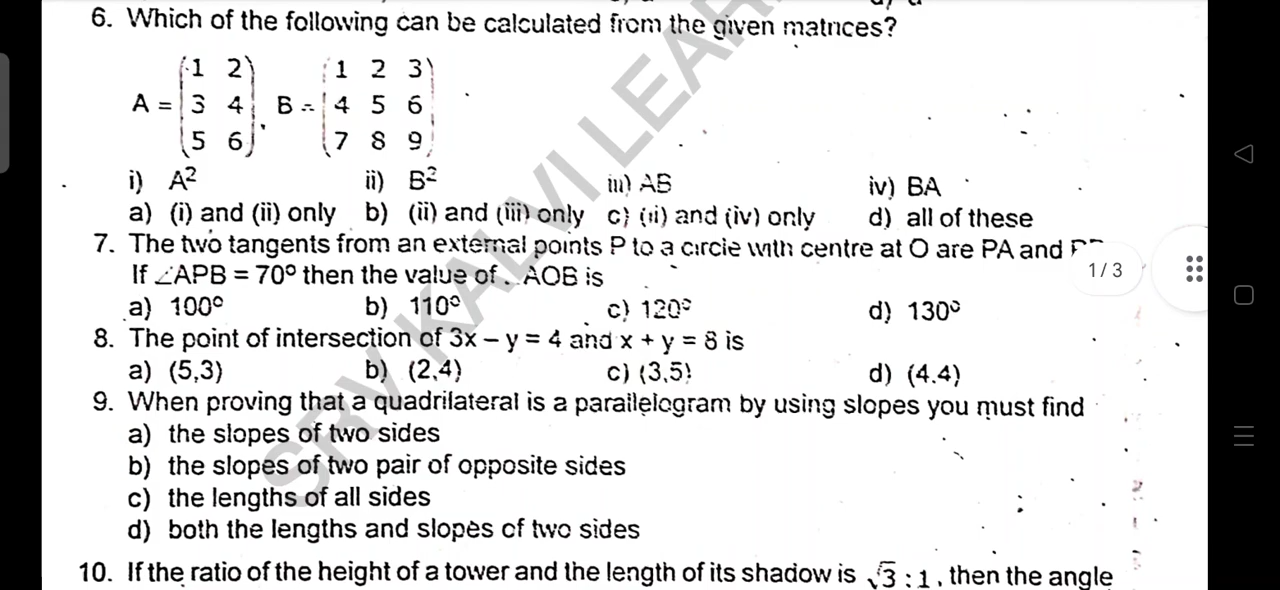 6. Which of the following can be calculated from the given matrices?
A = (1 2 3 4 5 6), B = (1 2 3 4 5 6 7 8 9)
i) A² ii) B² iii) AB iv) BA
a) (i) and (ii) only b) (ii) and (iii) only c) (ii) and (iv) only d) all of these
7. The two tangents from an external points P to a circle with centre at O are PA and
If ∠APB = 70° then the value of AOB is
1 / 3
a) 100° b) 110° c) 120° d) 130°
8. The point of intersection of 3x – y = 4 and x + y = 8 is
a) (5,3) b) (2,4) c) (3,5) d) (4,4)
9. When proving that a quadrilateral is a parallelogram by using slopes you must find
a) the slopes of two sides
b) the slopes of two pair of opposite sides
c) the lengths of all sides
d) both the lengths and slopes of two sides
10. If the ratio of the height of a tower and the length of its shadow is √3 : 1, then the angle
SRV KALVI LEAR